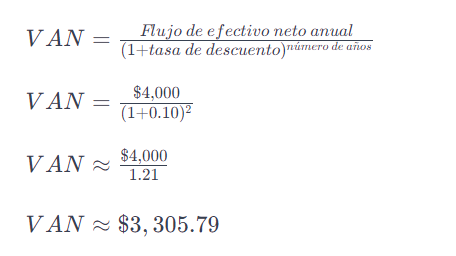 VAN = Flujo de efectivo neto anual / (1+tasa de descuento)^número de años
VAN = $4,000 / (1+0.10)^2
VAN ≈ $4,000 / 1.21
VAN ≈ $3,305.79